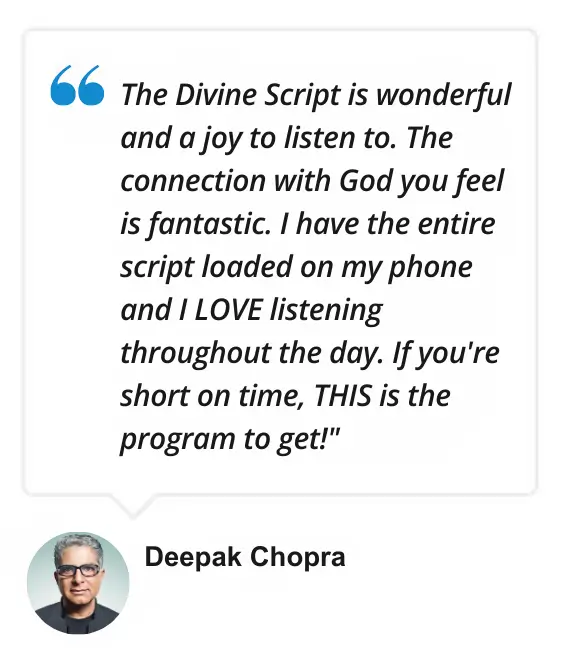 “The Divine Script is wonderful
and a joy to listen to. The
connection with God you feel
is fantastic. I have the entire
script loaded on my phone
and I LOVE listening
throughout the day. If you're
short on time, THIS is the
program to get!"
Deepak Chopra